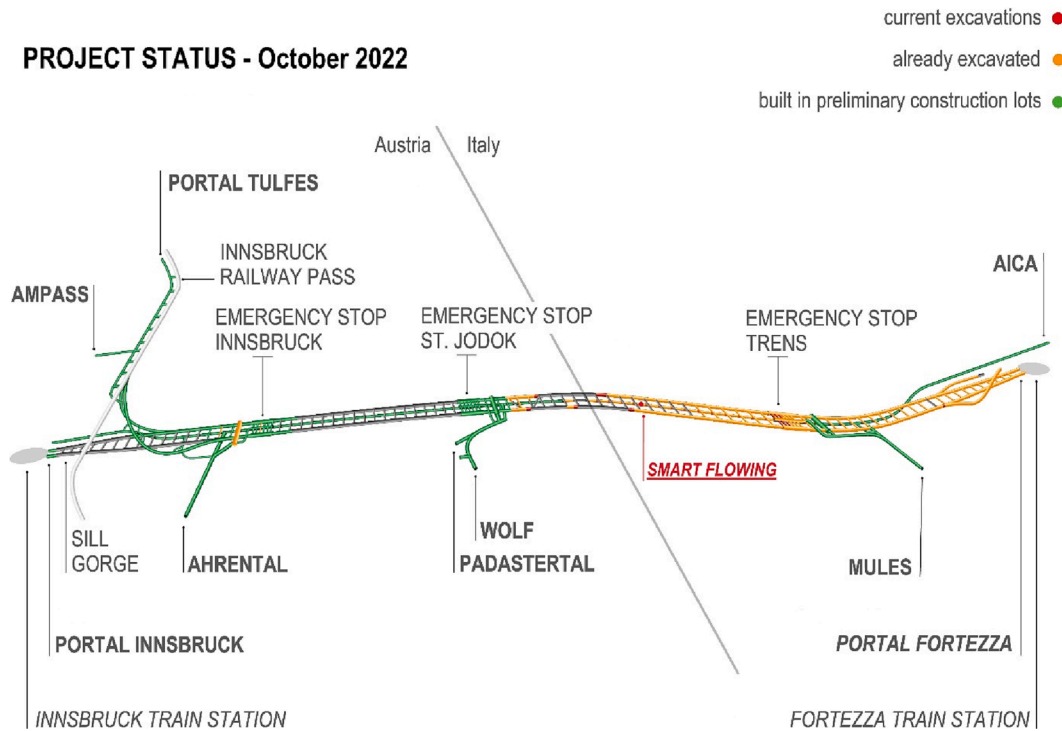 current excavations
PROJECT STATUS - October 2022
already excavated
built in preliminary construction lots
Austria
Italy
PORTAL TULFES
INNSBRUCK
RAILWAY PASS
AICA
AMPASS
EMERGENCY STOP
INNSBRUCK
EMERGENCY STOP
ST. JODOK
EMERGENCY STOP
TRENS
SMART FLOWING
SILL
GORGE
AHRENTAL
WOLF
PADASTERTAL
MULES
PORTAL INNSBRUCK
PORTAL FORTEZZA
INNSBRUCK TRAIN STATION
FORTEZZA TRAIN STATION